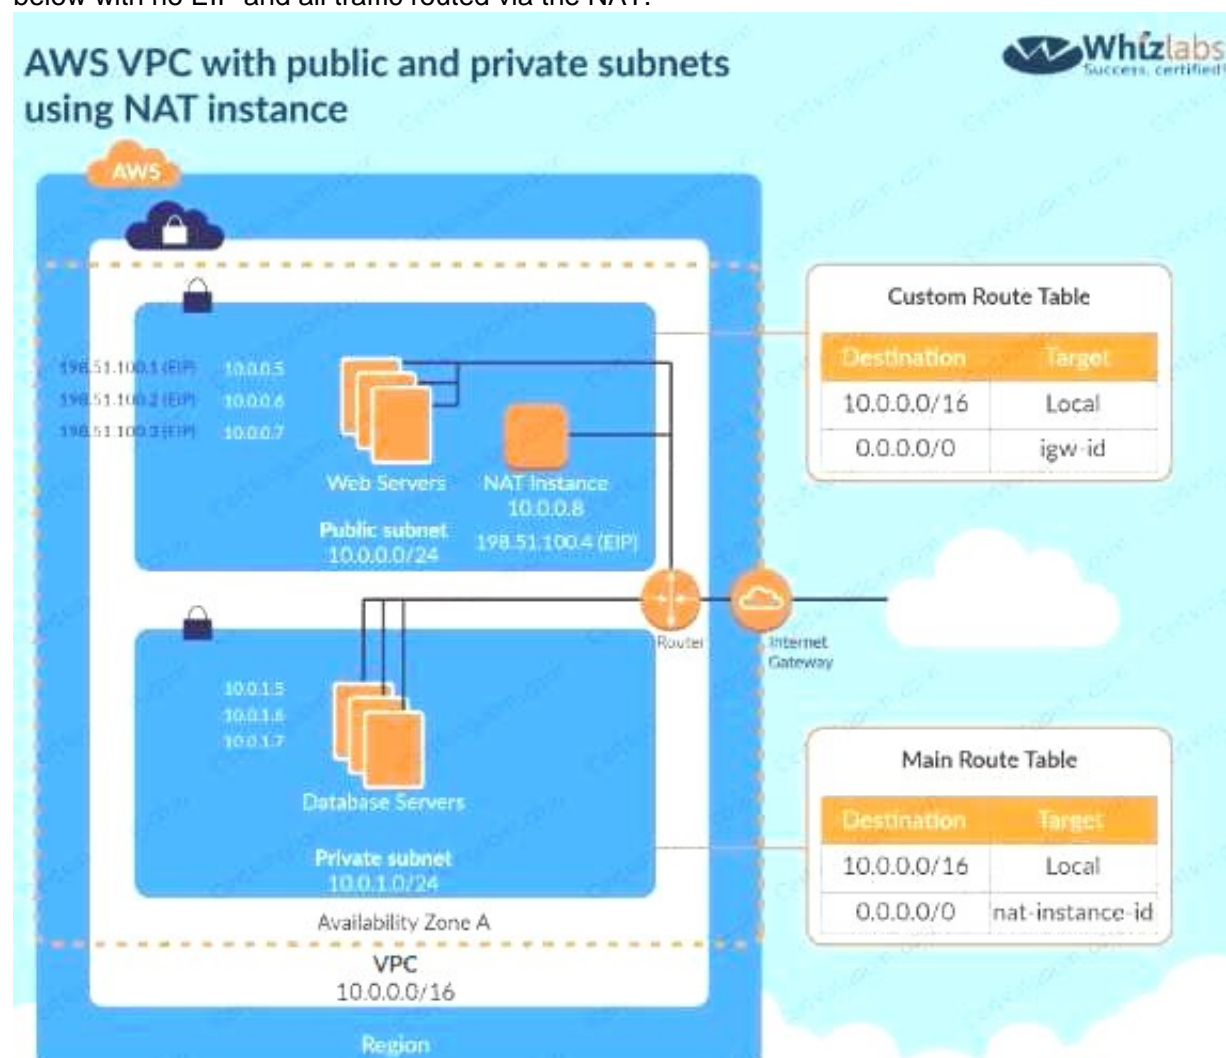 below with no EIP and all traffic routed via the NAT.
AWS VPC with public and private subnets
using NAT instance
Whizlabs
Success, certified!
AWS
198.51.100.1 (EIP) 10.0.0.5
198.51.100.2 (EIP) 10.0.0.6
198.51.100.3 (EIP) 10.0.0.7
Web Servers
NAT Instance
10.0.0.8
198.51.100.4 (EIP)
Public subnet
10.0.0.0/24
Custom Route Table
Destination Target
10.0.0.0/16 Local
0.0.0.0/0 igw-id
Router
Internet
Gateway
10.0.1.5
10.0.1.6
10.0.1.7
Database Servers
Private subnet
10.0.1.0/24
Availability Zone A
Main Route Table
Destination Target
10.0.0.0/16 Local
0.0.0.0/0 nat-instance-id
VPC
10.0.0.0/16
Region